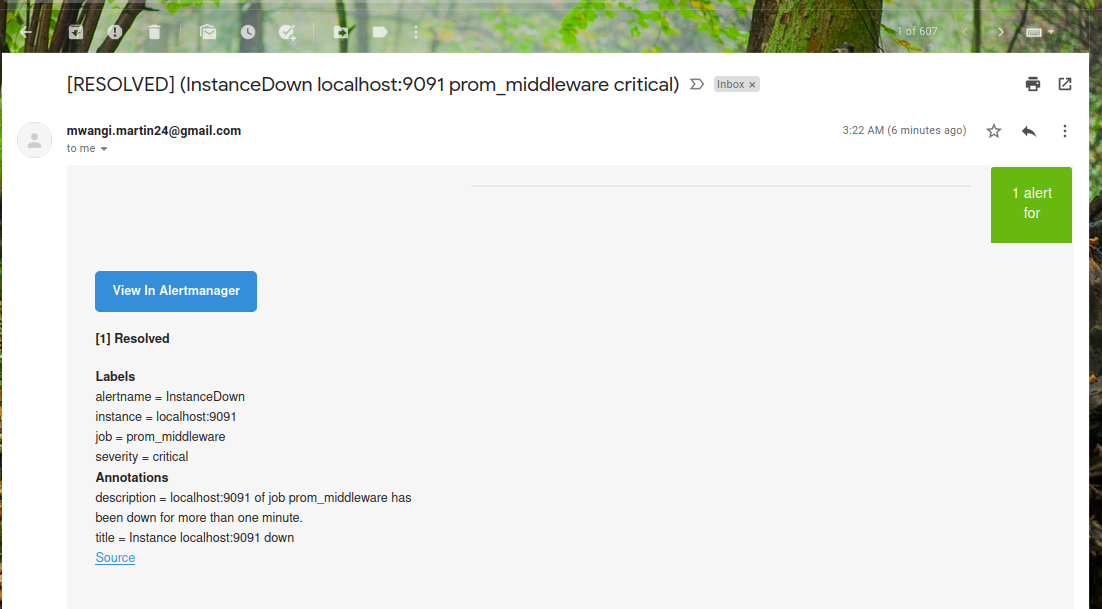 1 of 607
[RESOLVED] (InstanceDown localhost:9091 prom_middleware critical) Inbox ×
mwangi.martin24@gmail.com 3:22 AM (6 minutes ago)
to me
1 alert
for
View In Alertmanager
[1] Resolved
Labels
alertname = InstanceDown
instance = localhost:9091
job = prom_middleware
severity = critical
Annotations
description = localhost:9091 of job prom_middleware has
been down for more than one minute.
title = Instance localhost:9091 down
Source